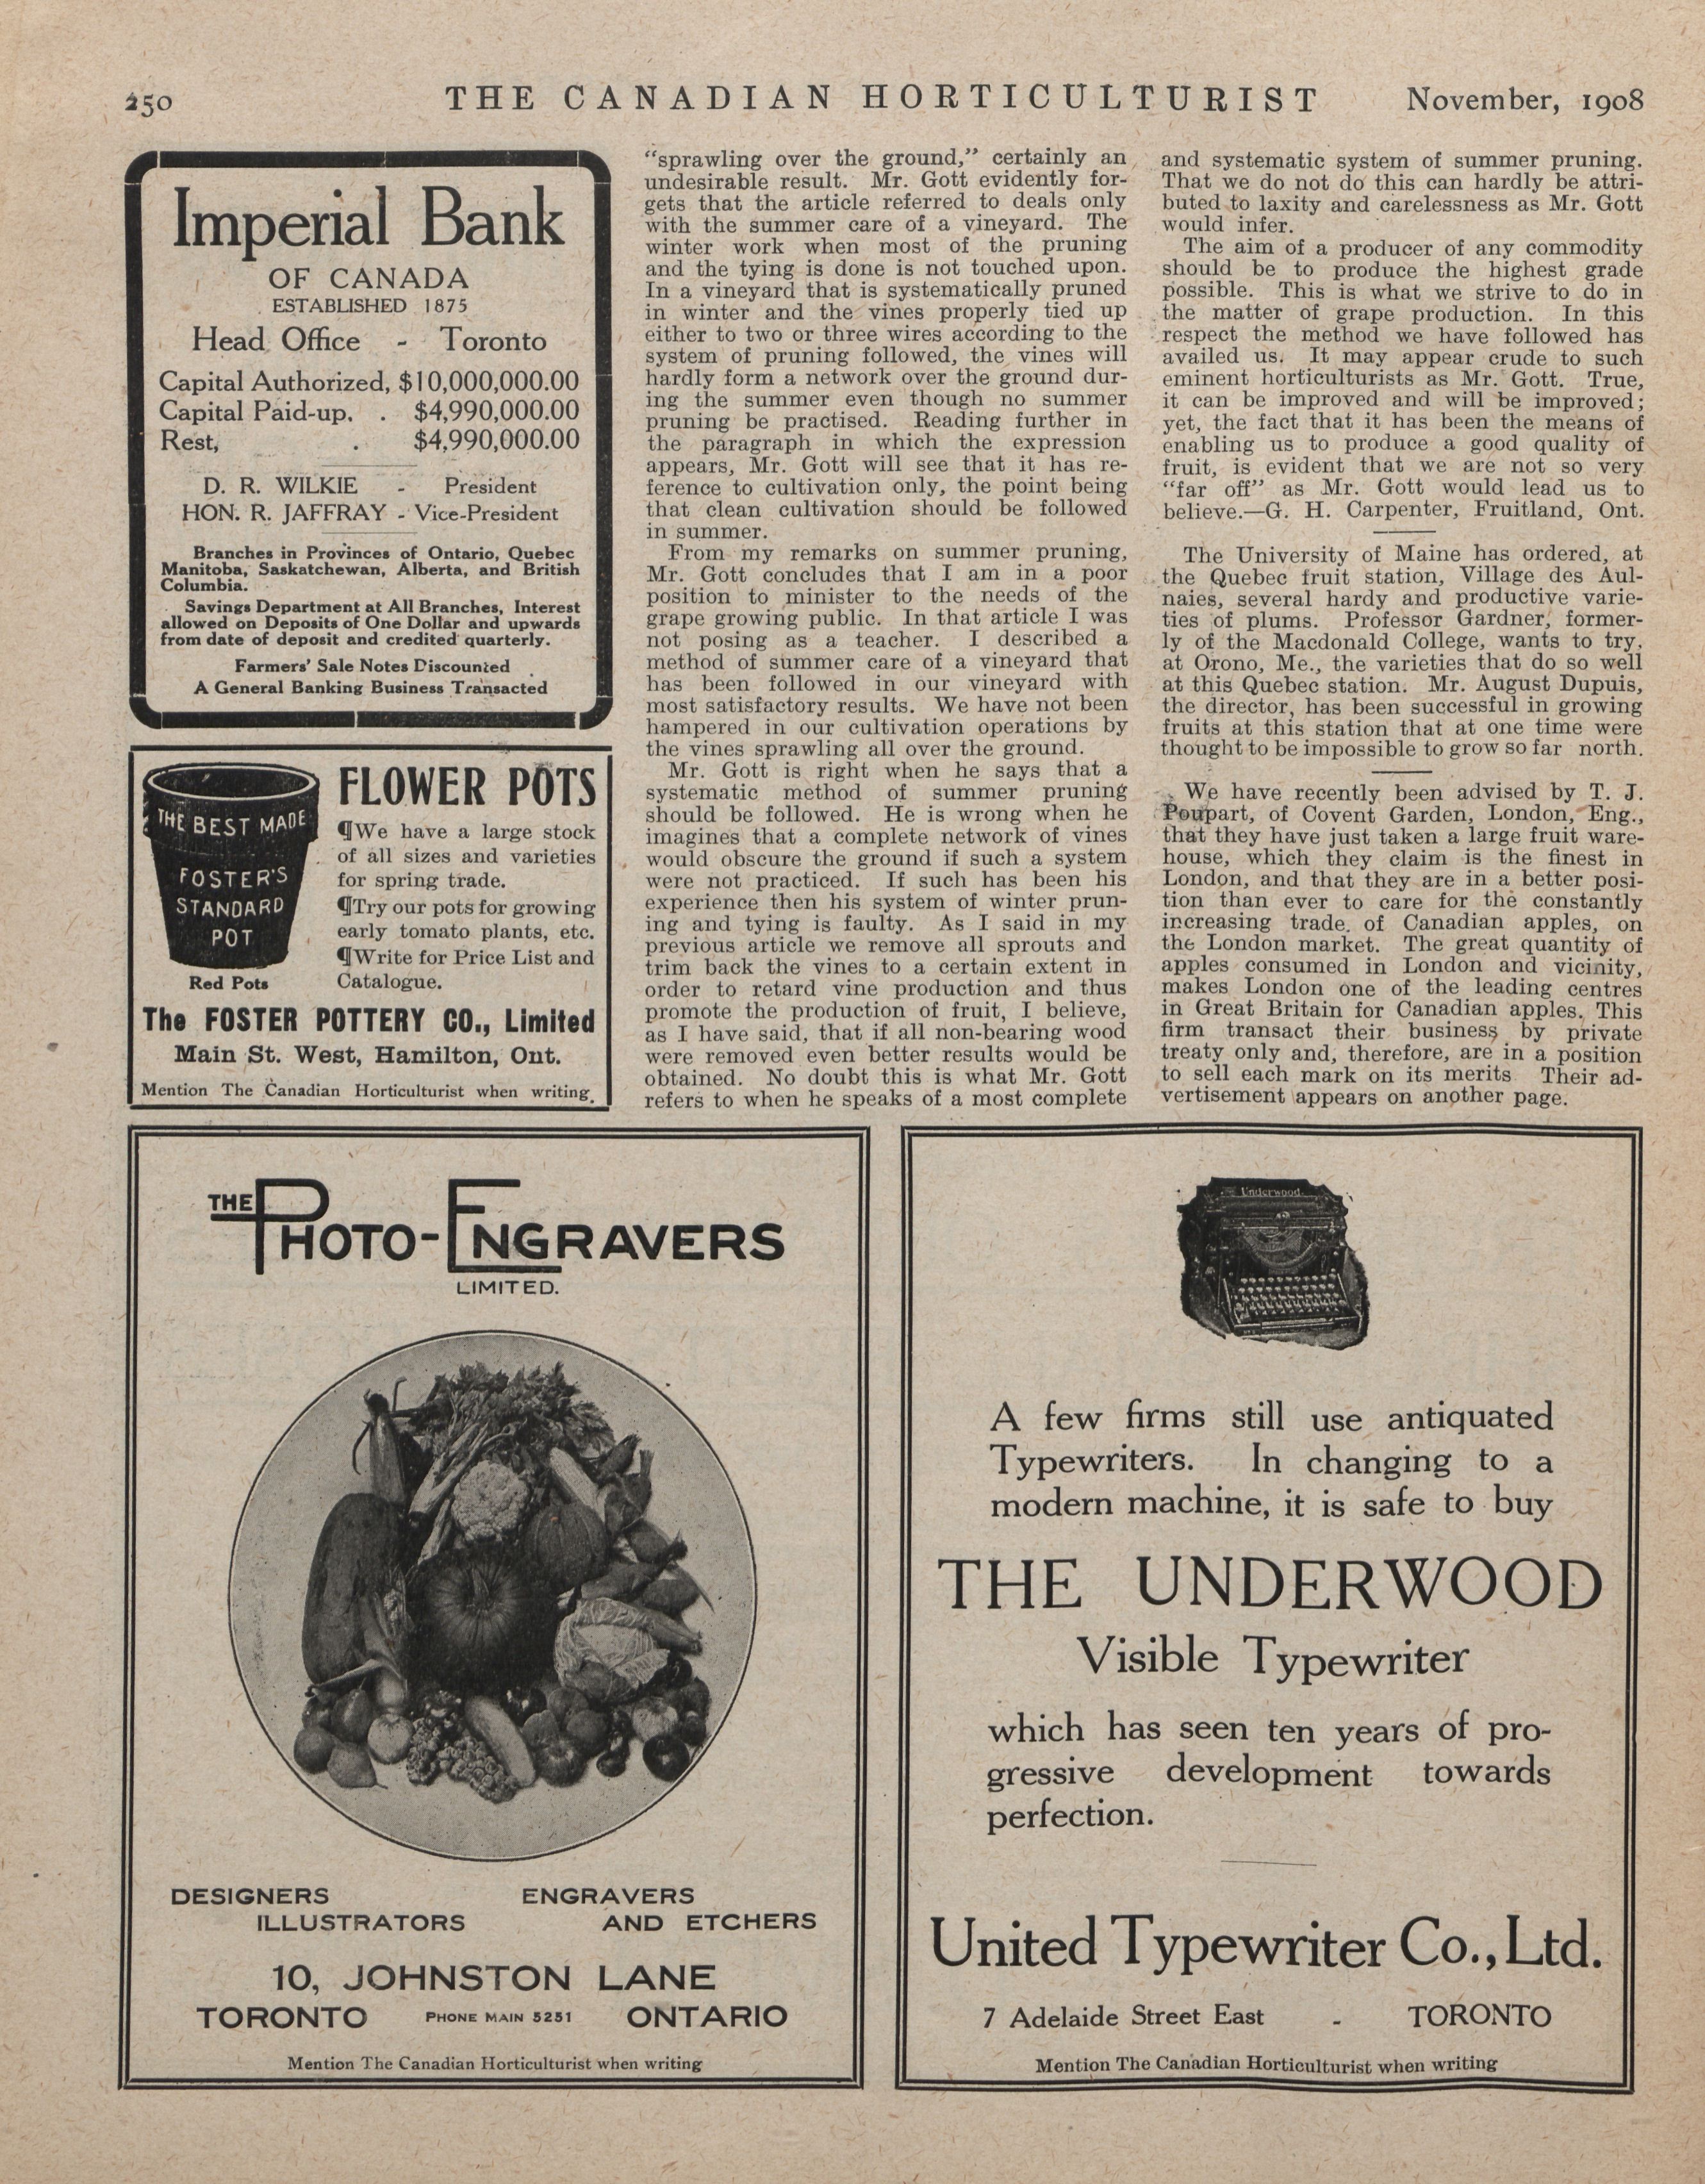 250
THE CANADIAN HORTICULTURIST
November, 1908
Imperial Bank
OF CANADA
ESTABLISHED 1875
Head Office - Toronto
Capital Authorized, $10,000,000.00
Capital Paid-up. . $4,990,000.00
Rest, . $4,990,000.00
D. R. WILKIE - President
HON. R. JAFFRAY - Vice-President
Branches in Provinces of Ontario, Quebec
Manitoba, Saskatchewan, Alberta, and British
Columbia.
Savings Department at All Branches, Interest
allowed on Deposits of One Dollar and upwards
from date of deposit and credited quarterly.
Farmers' Sale Notes Discounted
A General Banking Business Transacted
THE BEST MADE
FOSTER'S
STANDARD
POT
Red Pots
FLOWER POTS
¶We have a large stock
of all sizes and varieties
for spring trade.
¶Try our pots for growing
early tomato plants, etc.
¶Write for Price List and
Catalogue.
The FOSTER POTTERY CO., Limited
Main St. West, Hamilton, Ont.
Mention The Canadian Horticulturist when writing.
"sprawling over the ground," certainly an
undesirable result. Mr. Gott evidently for-
gets that the article referred to deals only
with the summer care of a vineyard. The
winter work when most of the pruning
and the tying is done is not touched upon.
In a vineyard that is systematically pruned
in winter and the vines properly tied up
either to two or three wires according to the
system of pruning followed, the vines will
hardly form a network over the ground dur-
ing the summer even though no summer
pruning be practised. Reading further in
the paragraph in which the expression
appears, Mr. Gott will see that it has re-
ference to cultivation only, the point being
that clean cultivation should be followed
in summer.
From my remarks on summer pruning,
Mr. Gott concludes that I am in a poor
position to minister to the needs of the
grape growing public. In that article I was
not posing as a teacher. I described a
method of summer care of a vineyard that
has been followed in our vineyard with
most satisfactory results. We have not been
hampered in our cultivation operations by
the vines sprawling all over the ground.
Mr. Gott is right when he says that a
systematic method of summer pruning
should be followed. He is wrong when he
imagines that a complete network of vines
would obscure the ground if such a system
were not practiced. If such has been his
experience then his system of winter prun-
ing and tying is faulty. As I said in my
previous article we remove all sprouts and
trim back the vines to a certain extent in
order to retard vine production and thus
promote the production of fruit, I believe,
as I have said, that if all non-bearing wood
were removed even better results would be
obtained. No doubt this is what Mr. Gott
refers to when he speaks of a most complete
and systematic system of summer pruning.
That we do not do this can hardly be attri-
buted to laxity and carelessness as Mr. Gott
would infer.
The aim of a producer of any commodity
should be to produce the highest grade
possible. This is what we strive to do in
the matter of grape production. In this
respect the method we have followed has
availed us. It may appear crude to such
eminent horticulturists as Mr. Gott. True,
it can be improved and will be improved;
yet, the fact that it has been the means of
enabling us to produce a good quality of
fruit, is evident that we are not so very
"far off" as Mr. Gott would lead us to
believe.—G. H. Carpenter, Fruitland, Ont.
The University of Maine has ordered, at
the Quebec fruit station, Village des Aul-
naies, several hardy and productive varie-
ties of plums. Professor Gardner, former-
ly of the Macdonald College, wants to try,
at Orono, Me., the varieties that do so well
at this Quebec station. Mr. August Dupuis,
the director, has been successful in growing
fruits at this station that at one time were
thought to be impossible to grow so far north.
We have recently been advised by T. J.
Poupart, of Covent Garden, London, Eng.,
that they have just taken a large fruit ware-
house, which they claim is the finest in
London, and that they are in a better posi-
tion than ever to care for the constantly
increasing trade of Canadian apples, on
the London market. The great quantity of
apples consumed in London and vicinity,
makes London one of the leading centres
in Great Britain for Canadian apples. This
firm transact their business by private
treaty only and, therefore, are in a position
to sell each mark on its merits Their ad-
vertisement appears on another page.
THE PHOTO-ENGRAVERS
LIMITED.
DESIGNERS ENGRAVERS
ILLUSTRATORS AND ETCHERS
10, JOHNSTON LANE
TORONTO PHONE MAIN 5251 ONTARIO
Mention The Canadian Horticulturist when writing
Underwood
A few firms still use antiquated
Typewriters. In changing to a
modern machine, it is safe to buy
THE UNDERWOOD
Visible Typewriter
which has seen ten years of pro-
gressive development towards
perfection.
United Typewriter Co., Ltd.
7 Adelaide Street East - TORONTO
Mention The Canadian Horticulturist when writing